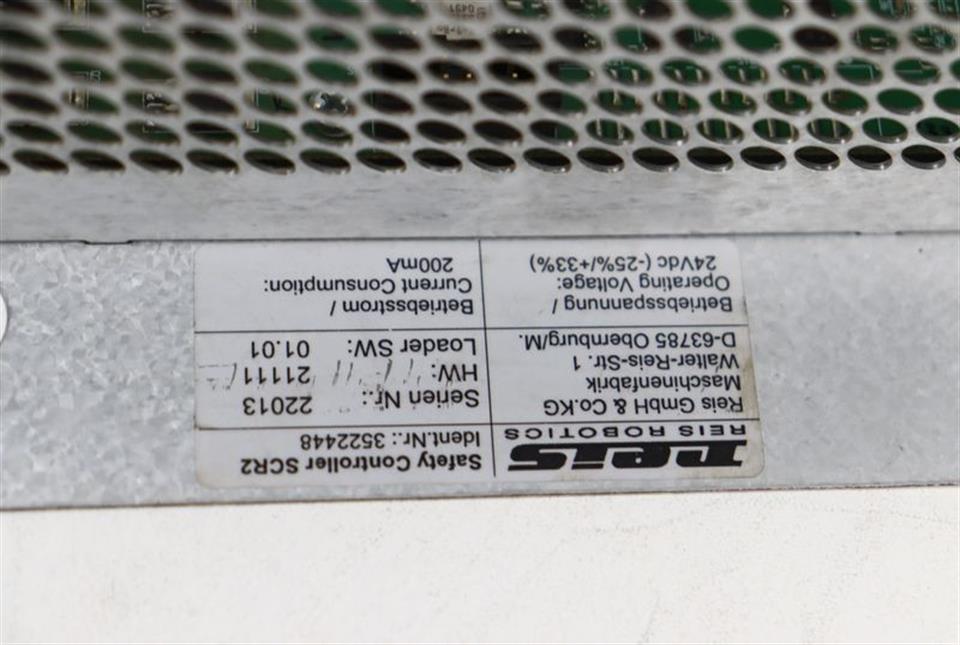 reis
REIS ROBOTICS
Reis GmbH & Co.KG
Maschinenfabrik
Walter-Reis-Str. 1
D-63785 Obernburg/M.
Safety Controller SCR2
Ident.Nr.: 3522448
Serien Nr.: 22013
HW: 21111
Loader SW: 01.01
Betriebsspannung /
Operating Voltage:
24Vdc (-25%/+33%)
Betriebsstrom /
Current Consumption:
200mA